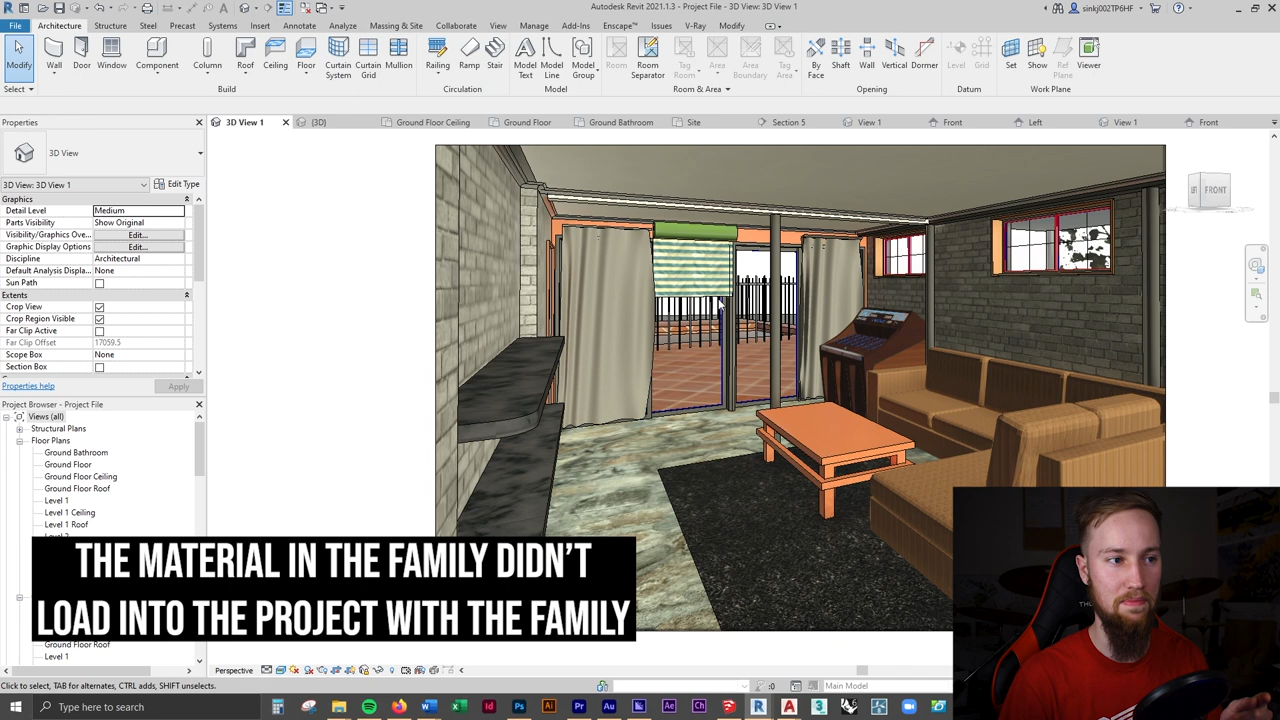 Autodesk Revit 2021.1.3 - Project File - 3D View: 3D View 1
sinkj002TP6HF
File Architecture Structure Steel Precast Systems Insert Annotate Analyze Massing & Site Collaborate View Manage Add-Ins Enscape™ Issues V-Ray Modify
Modify Wall Door Window Component Column Roof Ceiling Floor Curtain System Curtain Grid Mullion Railing Ramp Stair Model Text Model Line Model Group Room Room Separator Tag Room Area Area Boundary Tag Area By Face Shaft Wall Vertical Dormer Level Grid Set Show Ref Plane Viewer
Select Build Circulation Model Room & Area Opening Datum Work Plane
Properties
3D View 1 {3D} Ground Floor Ceiling Ground Floor Ground Bathroom Site Section 5 View 1 Front Left View 1 Front
3D View
3D View: 3D View 1 Edit Type
Graphics
Detail Level Medium
Parts Visibility Show Original
Visibility/Graphics Ove... Edit...
Graphic Display Options Edit...
Discipline Architectural
Default Analysis Displa... None
Sun Path
Extents
Crop View
Crop Region Visible
Far Clip Active
Far Clip Offset 17059.5
Scope Box None
Section Box
Properties help Apply
Project Browser - Project File
Views (all)
Structural Plans
Floor Plans
Ground Bathroom
Ground Floor
Ground Floor Ceiling
Ground Floor Roof
Level 1
Level 1 Ceiling
Level 1 Roof
FRONT
THE MATERIAL IN THE FAMILY DIDN'T
LOAD INTO THE PROJECT WITH THE FAMILY
Ground Floor Roof
Level 1
Perspective
Click to select, TAB for alternates, CTRL adds, SHIFT unselects.
:0
Main Model
Type here to search